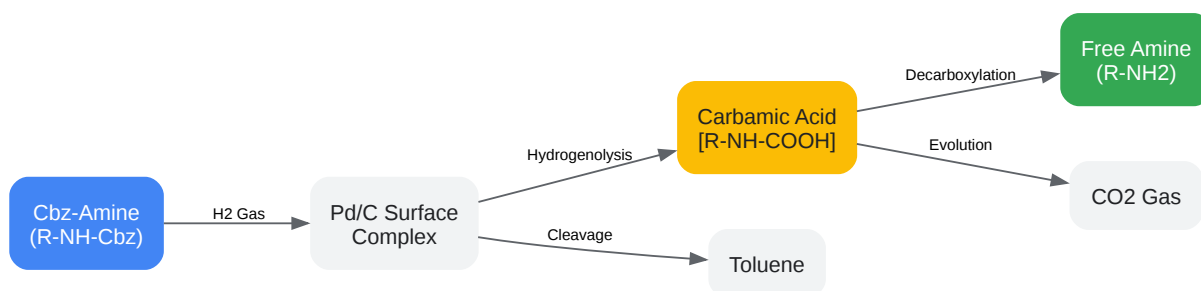 Cbz-Amine
(R-NH-Cbz)
H2 Gas
Pd/C Surface
Complex
Hydrogenolysis
Cleavage
Carbamic Acid
[R-NH-COOH]
Toluene
Decarboxylation
Evolution
Free Amine
(R-NH2)
CO2 Gas